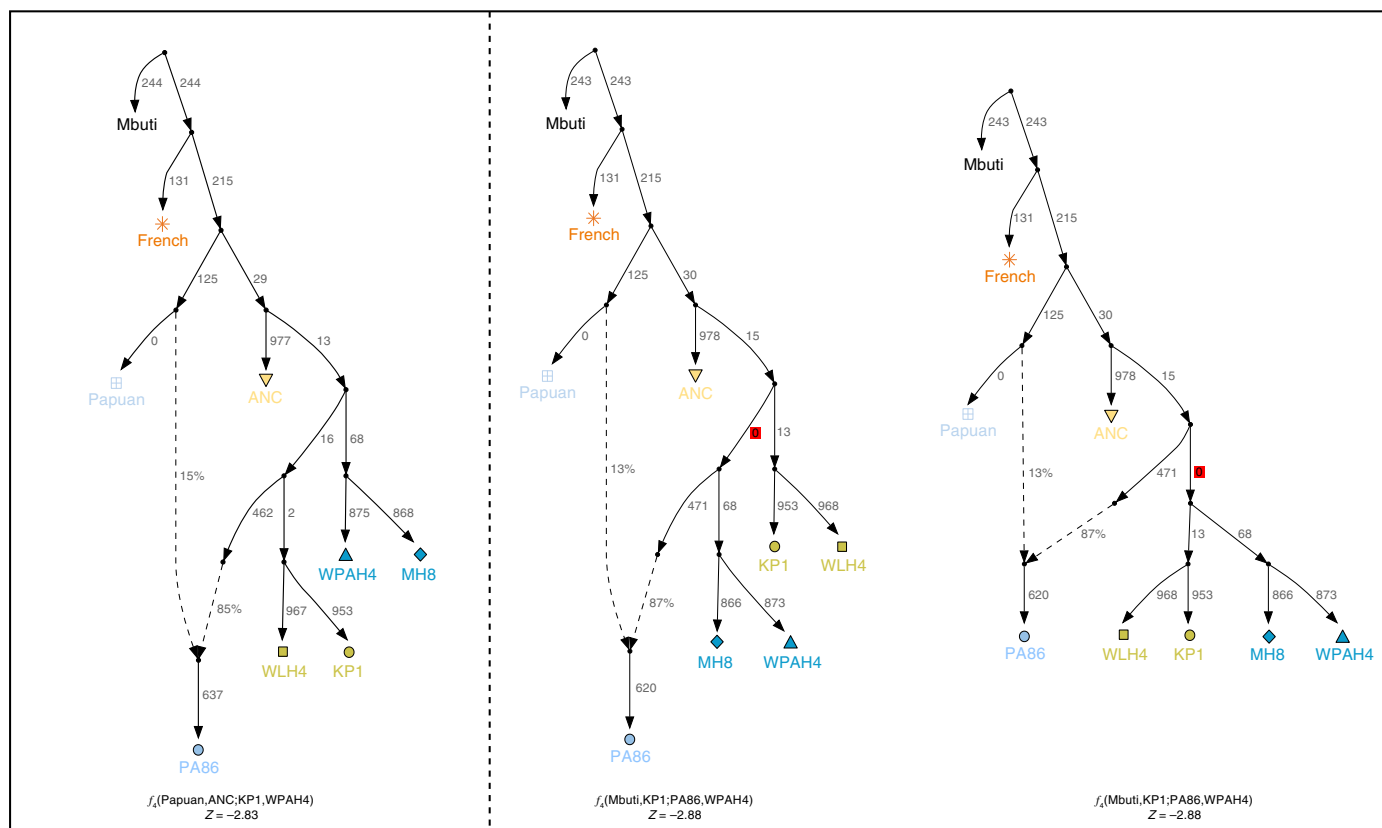 244
244
Mbuti
131
215
French
125
29
0
977
13
Papuan
ANC
16
68
15%
462
2
875
868
WPAH4
MH8
85%
967
953
WLH4
KP1
637
PA86
f4(Papuan,ANC;KP1,WPAH4)
Z = −2.83
243
243
Mbuti
131
215
French
125
30
0
978
15
Papuan
ANC
0
13
13%
471
68
953
968
KP1
WLH4
87%
866
873
MH8
WPAH4
620
PA86
f4(Mbuti,KP1;PA86,WPAH4)
Z = −2.88
243
243
Mbuti
131
215
French
125
30
0
978
15
Papuan
ANC
13%
471
0
87%
13
68
620
968
953
866
873
PA86
WLH4
KP1
MH8
WPAH4
f4(Mbuti,KP1;PA86,WPAH4)
Z = −2.88